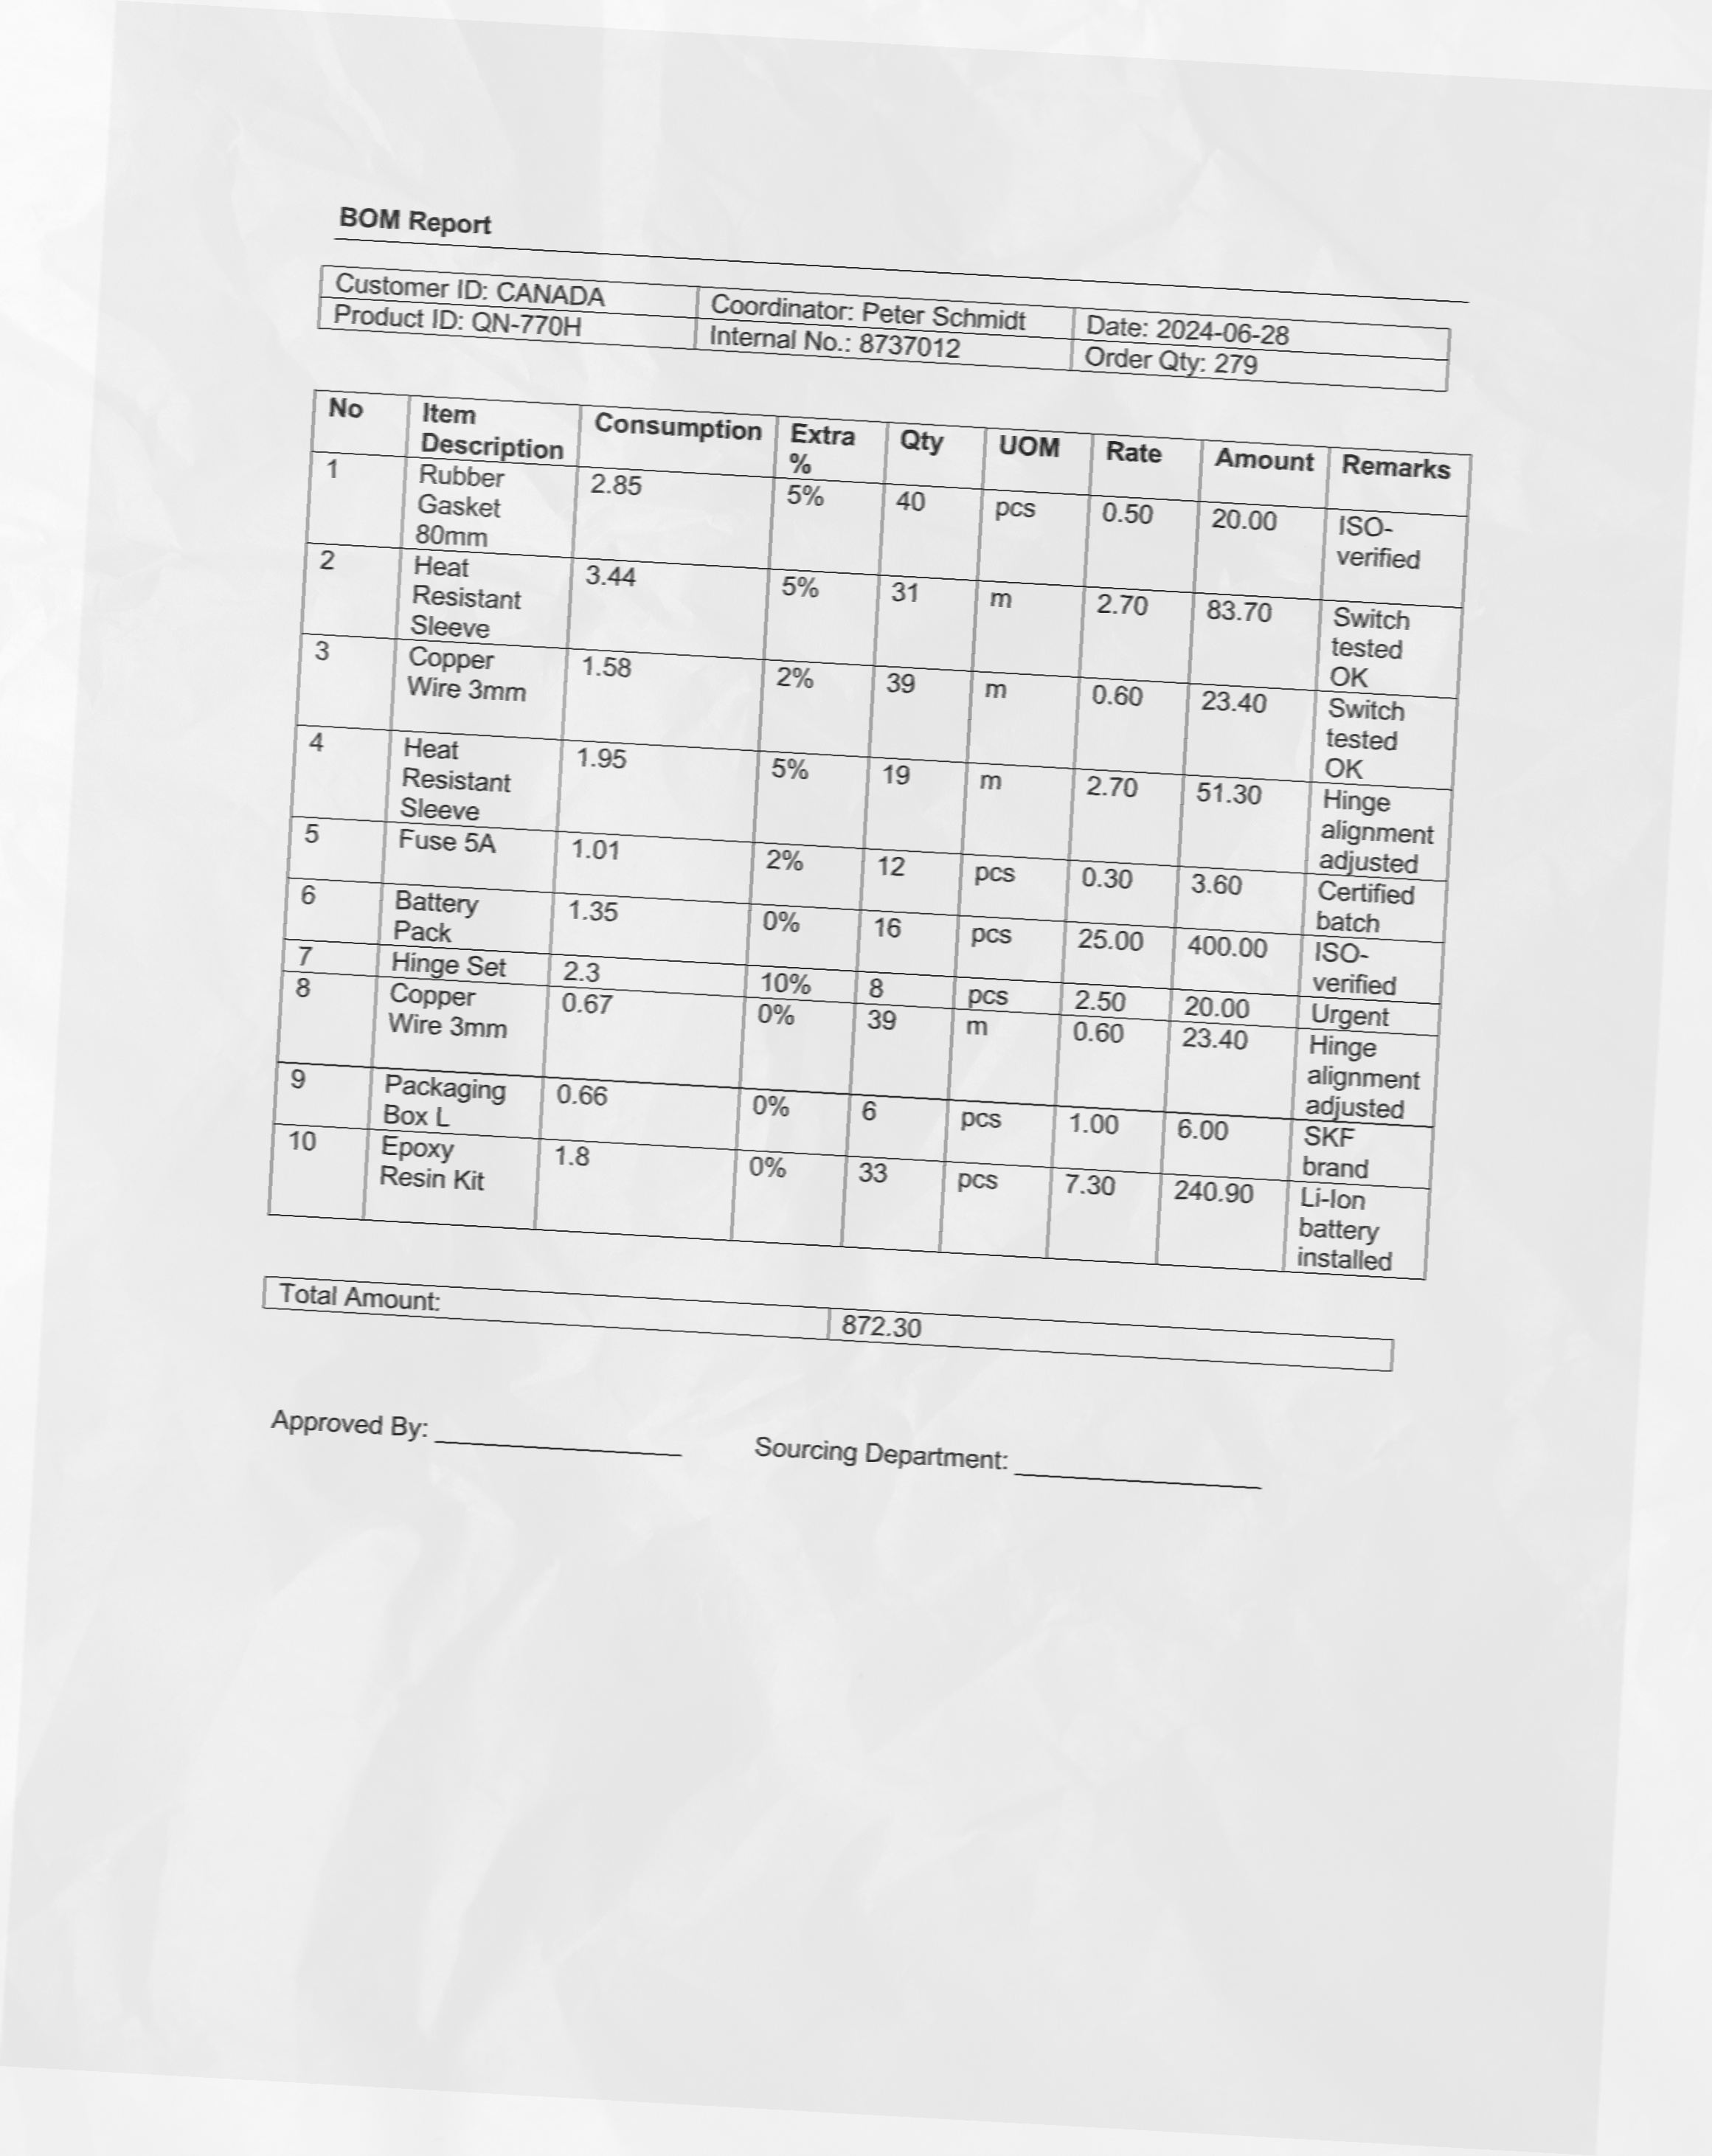 BOM Report
Customer ID: CANADA Coordinator: Peter Schmidt Date: 2024-06-28
Product ID: QN-770H Internal No.: 8737012 Order Qty: 279
No Item Description Consumption Extra % Qty UOM Rate Amount Remarks
1 Rubber Gasket 80mm 2.85 5% 40 pcs 0.50 20.00 ISO-verified
2 Heat Resistant Sleeve 3.44 5% 31 m 2.70 83.70 Switch tested OK
3 Copper Wire 3mm 1.58 2% 39 m 0.60 23.40 Switch tested OK
4 Heat Resistant Sleeve 1.95 5% 19 m 2.70 51.30 Hinge alignment adjusted
5 Fuse 5A 1.01 2% 12 pcs 0.30 3.60 Certified batch
6 Battery Pack 1.35 0% 16 pcs 25.00 400.00 ISO-verified
7 Hinge Set 2.3 10% 8 pcs 2.50 20.00 Urgent
8 Copper Wire 3mm 0.67 0% 39 m 0.60 23.40 Hinge alignment adjusted
9 Packaging Box L 0.66 0% 6 pcs 1.00 6.00 SKF brand
10 Epoxy Resin Kit 1.8 0% 33 pcs 7.30 240.90 Li-Ion battery installed
Total Amount: 872.30
Approved By: __________________ Sourcing Department: __________________